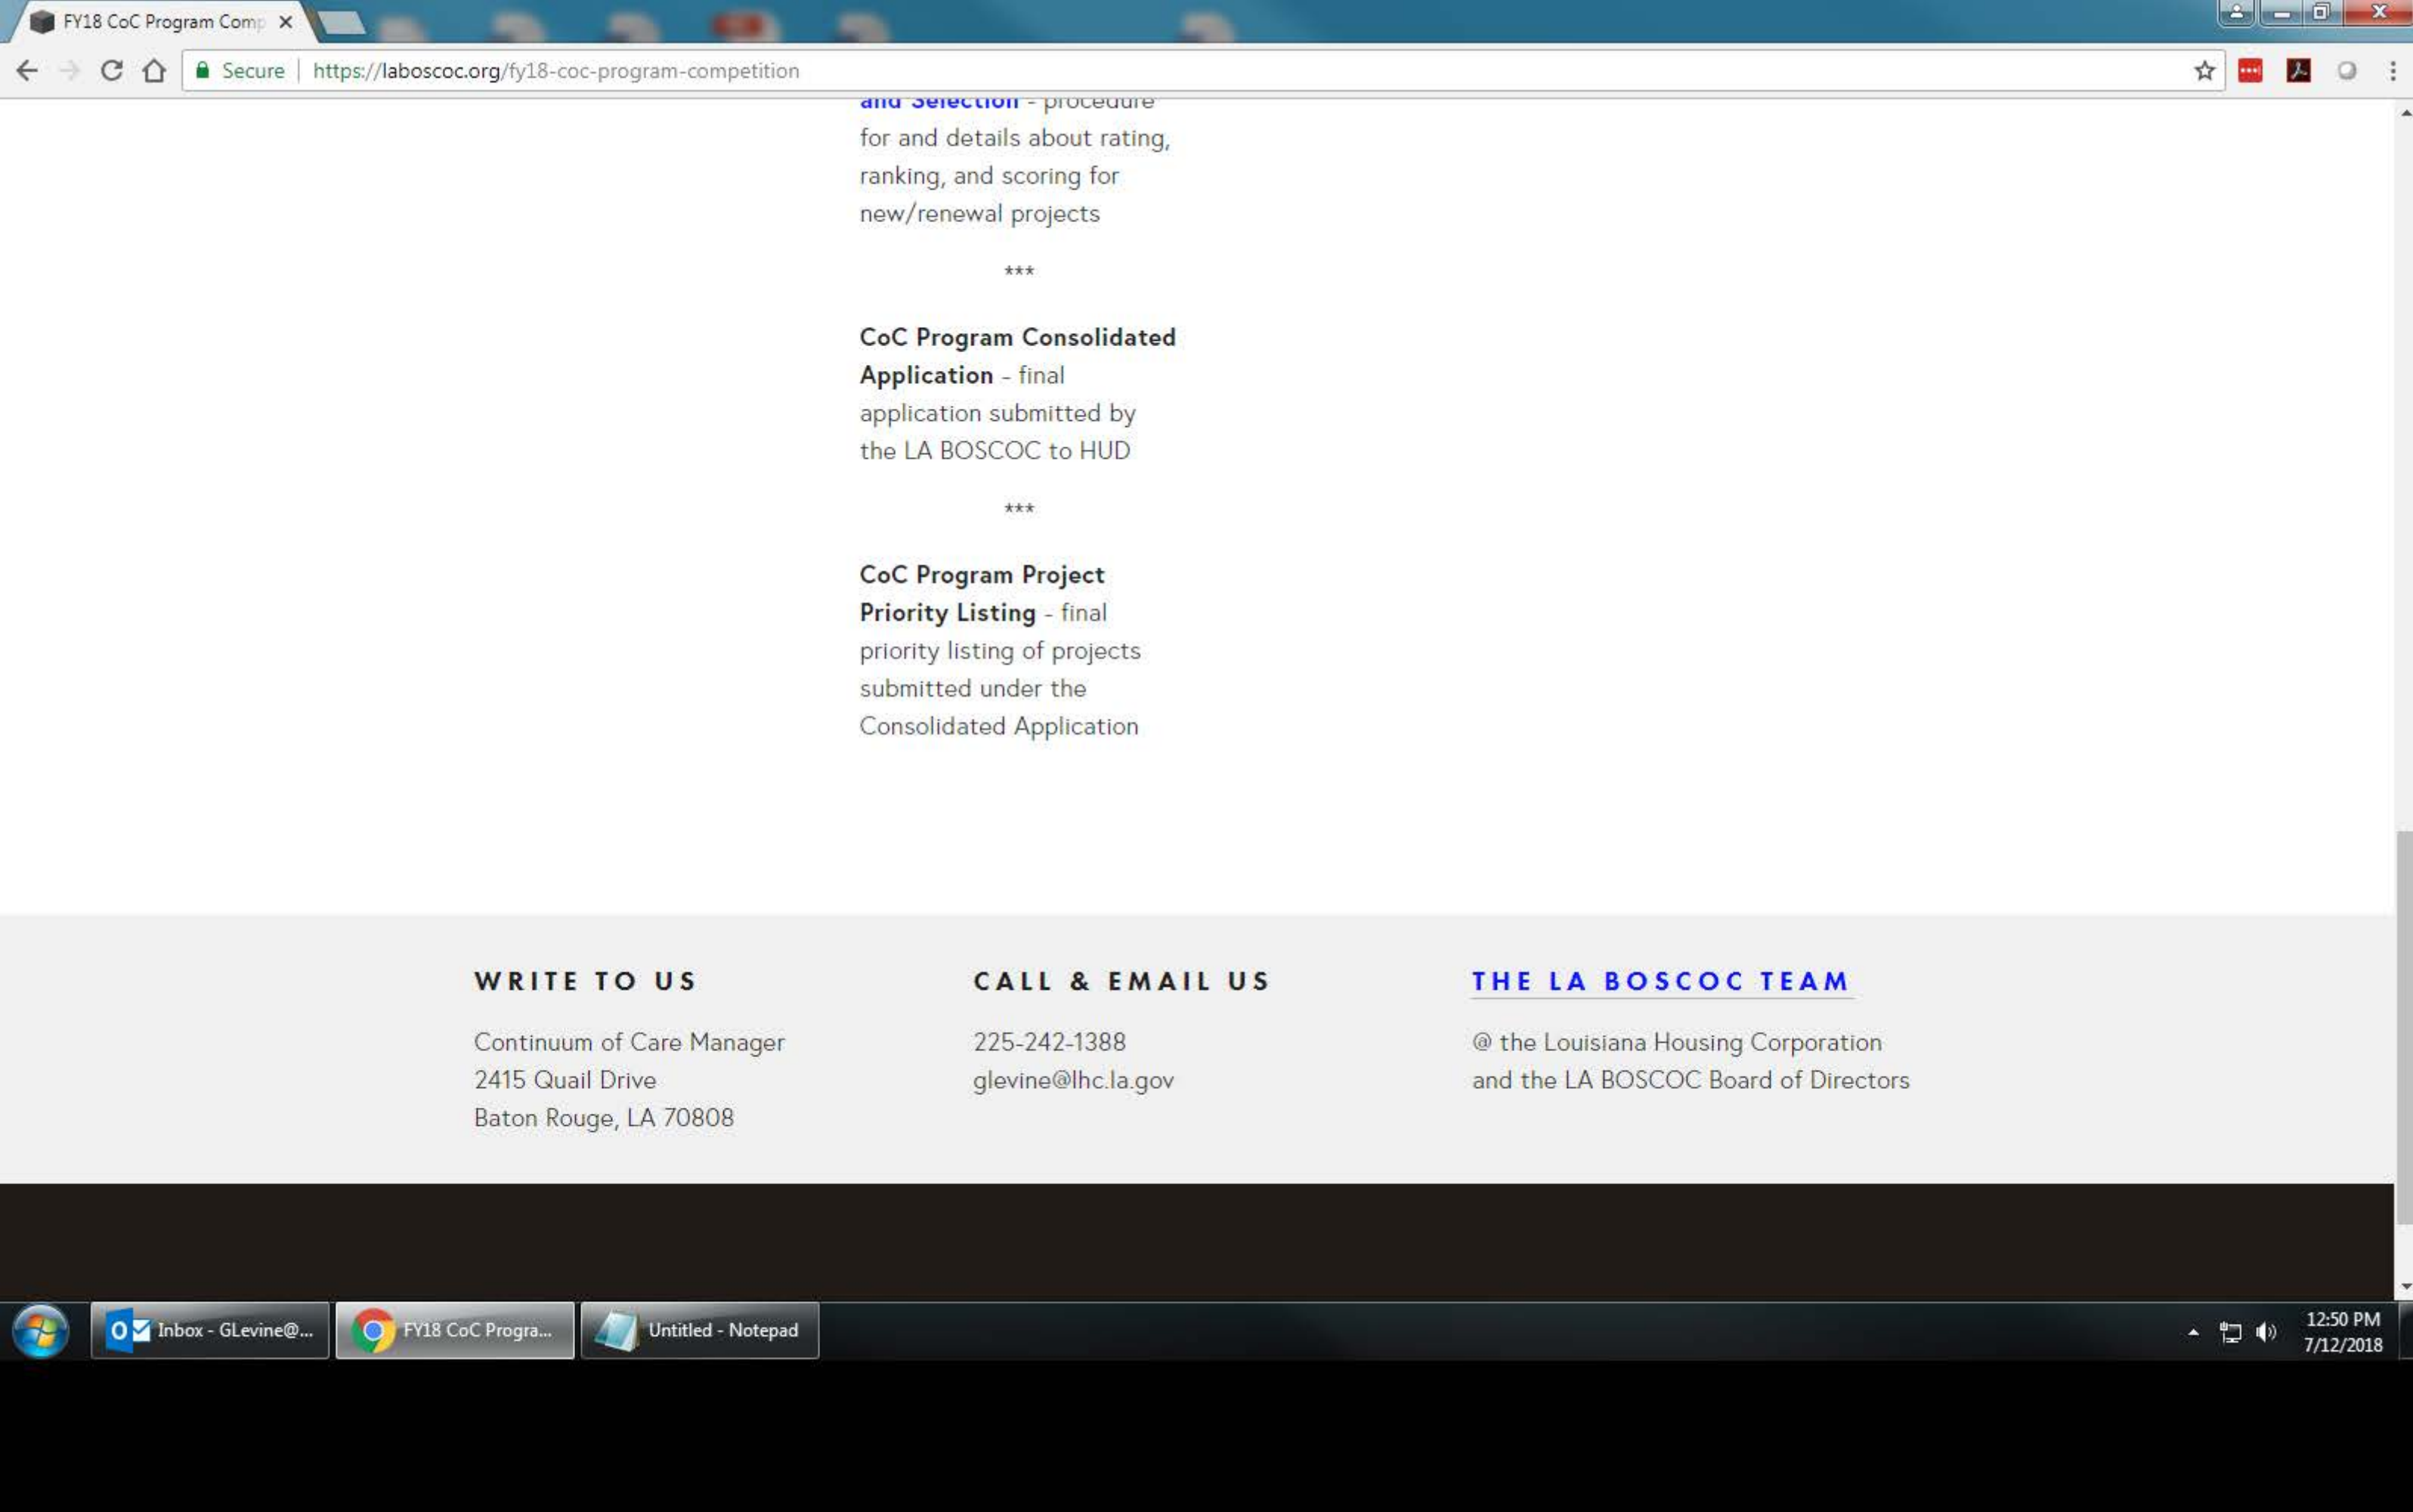 FY18 CoC Program Comp
Secure | https://laboscoc.org/fy18-coc-program-competition
and Selection - procedure
for and details about rating,
ranking, and scoring for
new/renewal projects
***
CoC Program Consolidated
Application - final
application submitted by
the LA BOSCOC to HUD
***
CoC Program Project
Priority Listing - final
priority listing of projects
submitted under the
Consolidated Application
WRITE TO US
Continuum of Care Manager
2415 Quail Drive
Baton Rouge, LA 70808
CALL & EMAIL US
225-242-1388
glevine@lhc.la.gov
THE LA BOSCOC TEAM
@ the Louisiana Housing Corporation
and the LA BOSCOC Board of Directors
Inbox - GLevine@...
FY18 CoC Progra...
Untitled - Notepad
12:50 PM
7/12/2018